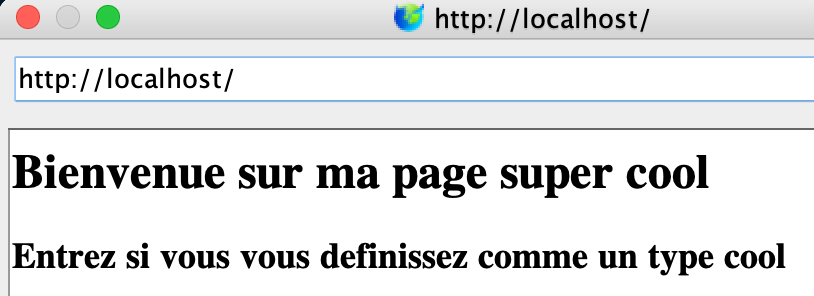 http://localhost/
http://localhost/
Bienvenue sur ma page super cool
Entrez si vous vous definissez comme un type cool